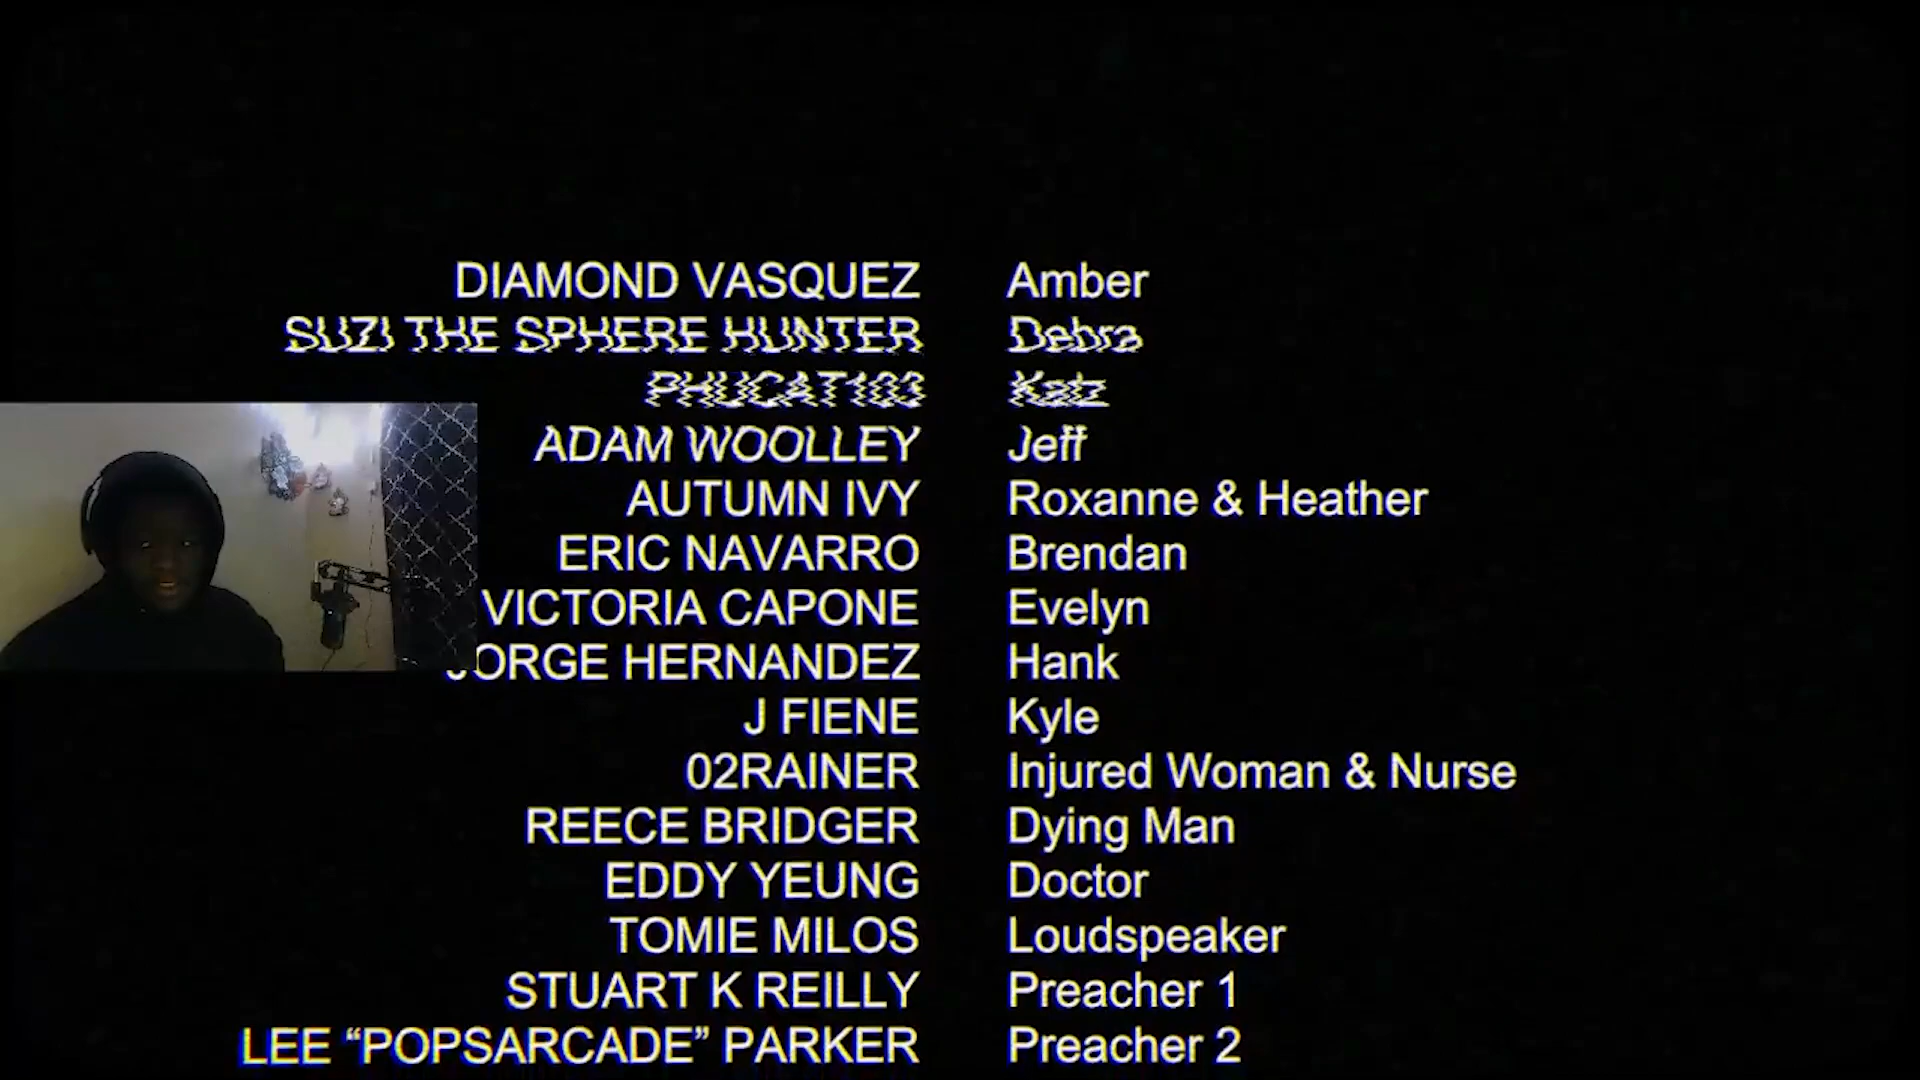 DIAMOND VASQUEZ Amber
SUZI THE SPHERE HUNTER Debra
PHUCAT103 Katz
ADAM WOOLLEY Jeff
AUTUMN IVY Roxanne & Heather
ERIC NAVARRO Brendan
VICTORIA CAPONE Evelyn
JORGE HERNANDEZ Hank
J FIENE Kyle
02RAINER Injured Woman & Nurse
REECE BRIDGER Dying Man
EDDY YEUNG Doctor
TOMIE MILOS Loudspeaker
STUART K REILLY Preacher 1
LEE “POPSARCADE” PARKER Preacher 2